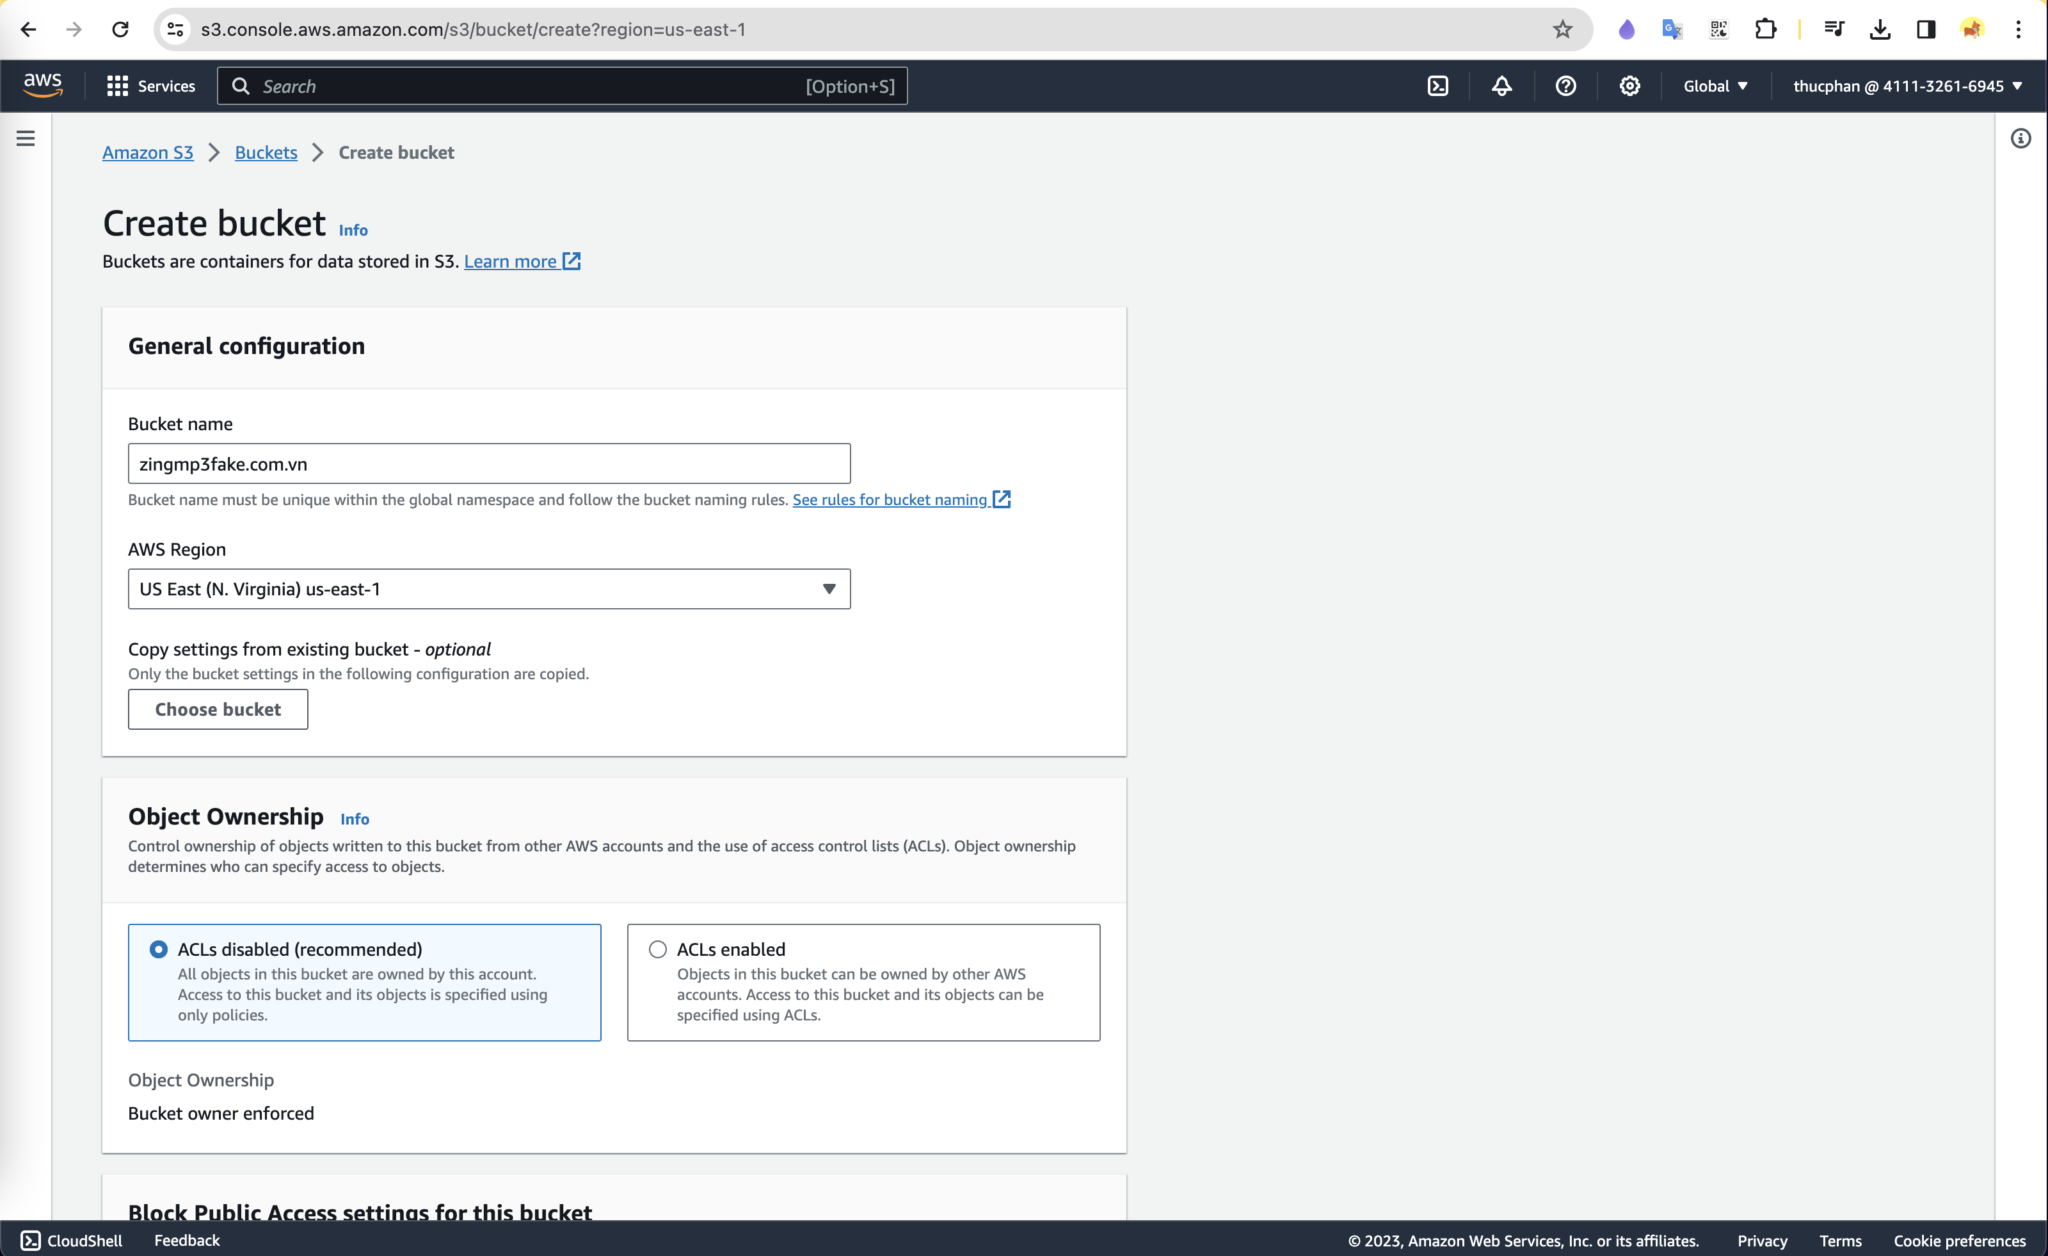 s3.console.aws.amazon.com/s3/bucket/create?region=us-east-1
aws
Services
Search
[Option+S]
Global
thucphan @ 4111-3261-6945
Amazon S3
Buckets
Create bucket
Create bucket Info
Buckets are containers for data stored in S3. Learn more
General configuration
Bucket name
zingmp3fake.com.vn
Bucket name must be unique within the global namespace and follow the bucket naming rules. See rules for bucket naming
AWS Region
US East (N. Virginia) us-east-1
Copy settings from existing bucket - optional
Only the bucket settings in the following configuration are copied.
Choose bucket
Object Ownership Info
Control ownership of objects written to this bucket from other AWS accounts and the use of access control lists (ACLs). Object ownership
determines who can specify access to objects.
ACLs disabled (recommended)
All objects in this bucket are owned by this account.
Access to this bucket and its objects is specified using
only policies.
ACLs enabled
Objects in this bucket can be owned by other AWS
accounts. Access to this bucket and its objects can be
specified using ACLs.
Object Ownership
Bucket owner enforced
Block Public Access settings for this bucket
CloudShell
Feedback
© 2023, Amazon Web Services, Inc. or its affiliates.
Privacy
Terms
Cookie preferences